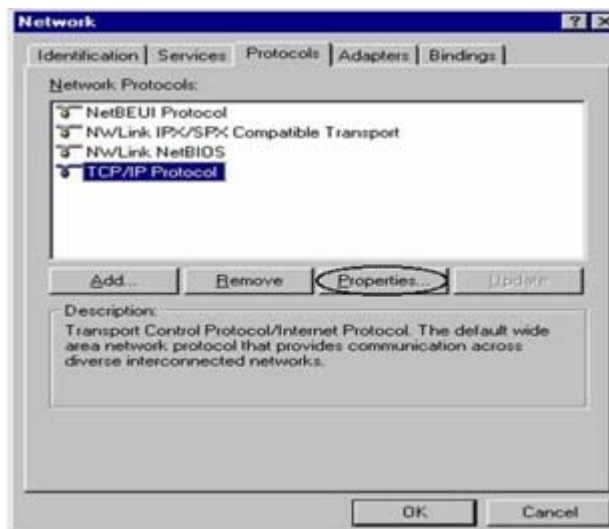 Network
Identification Services Protocols Adapters Bindings
Network Protocols:
NetBEUI Protocol
NWLink IPX/SPX Compatible Transport
NWLink NetBIOS
TCP/IP Protocol
Add... Remove Properties... Update
Description:
Transport Control Protocol/Internet Protocol. The default wide
area network protocol that provides communication across
diverse interconnected networks.
OK Cancel